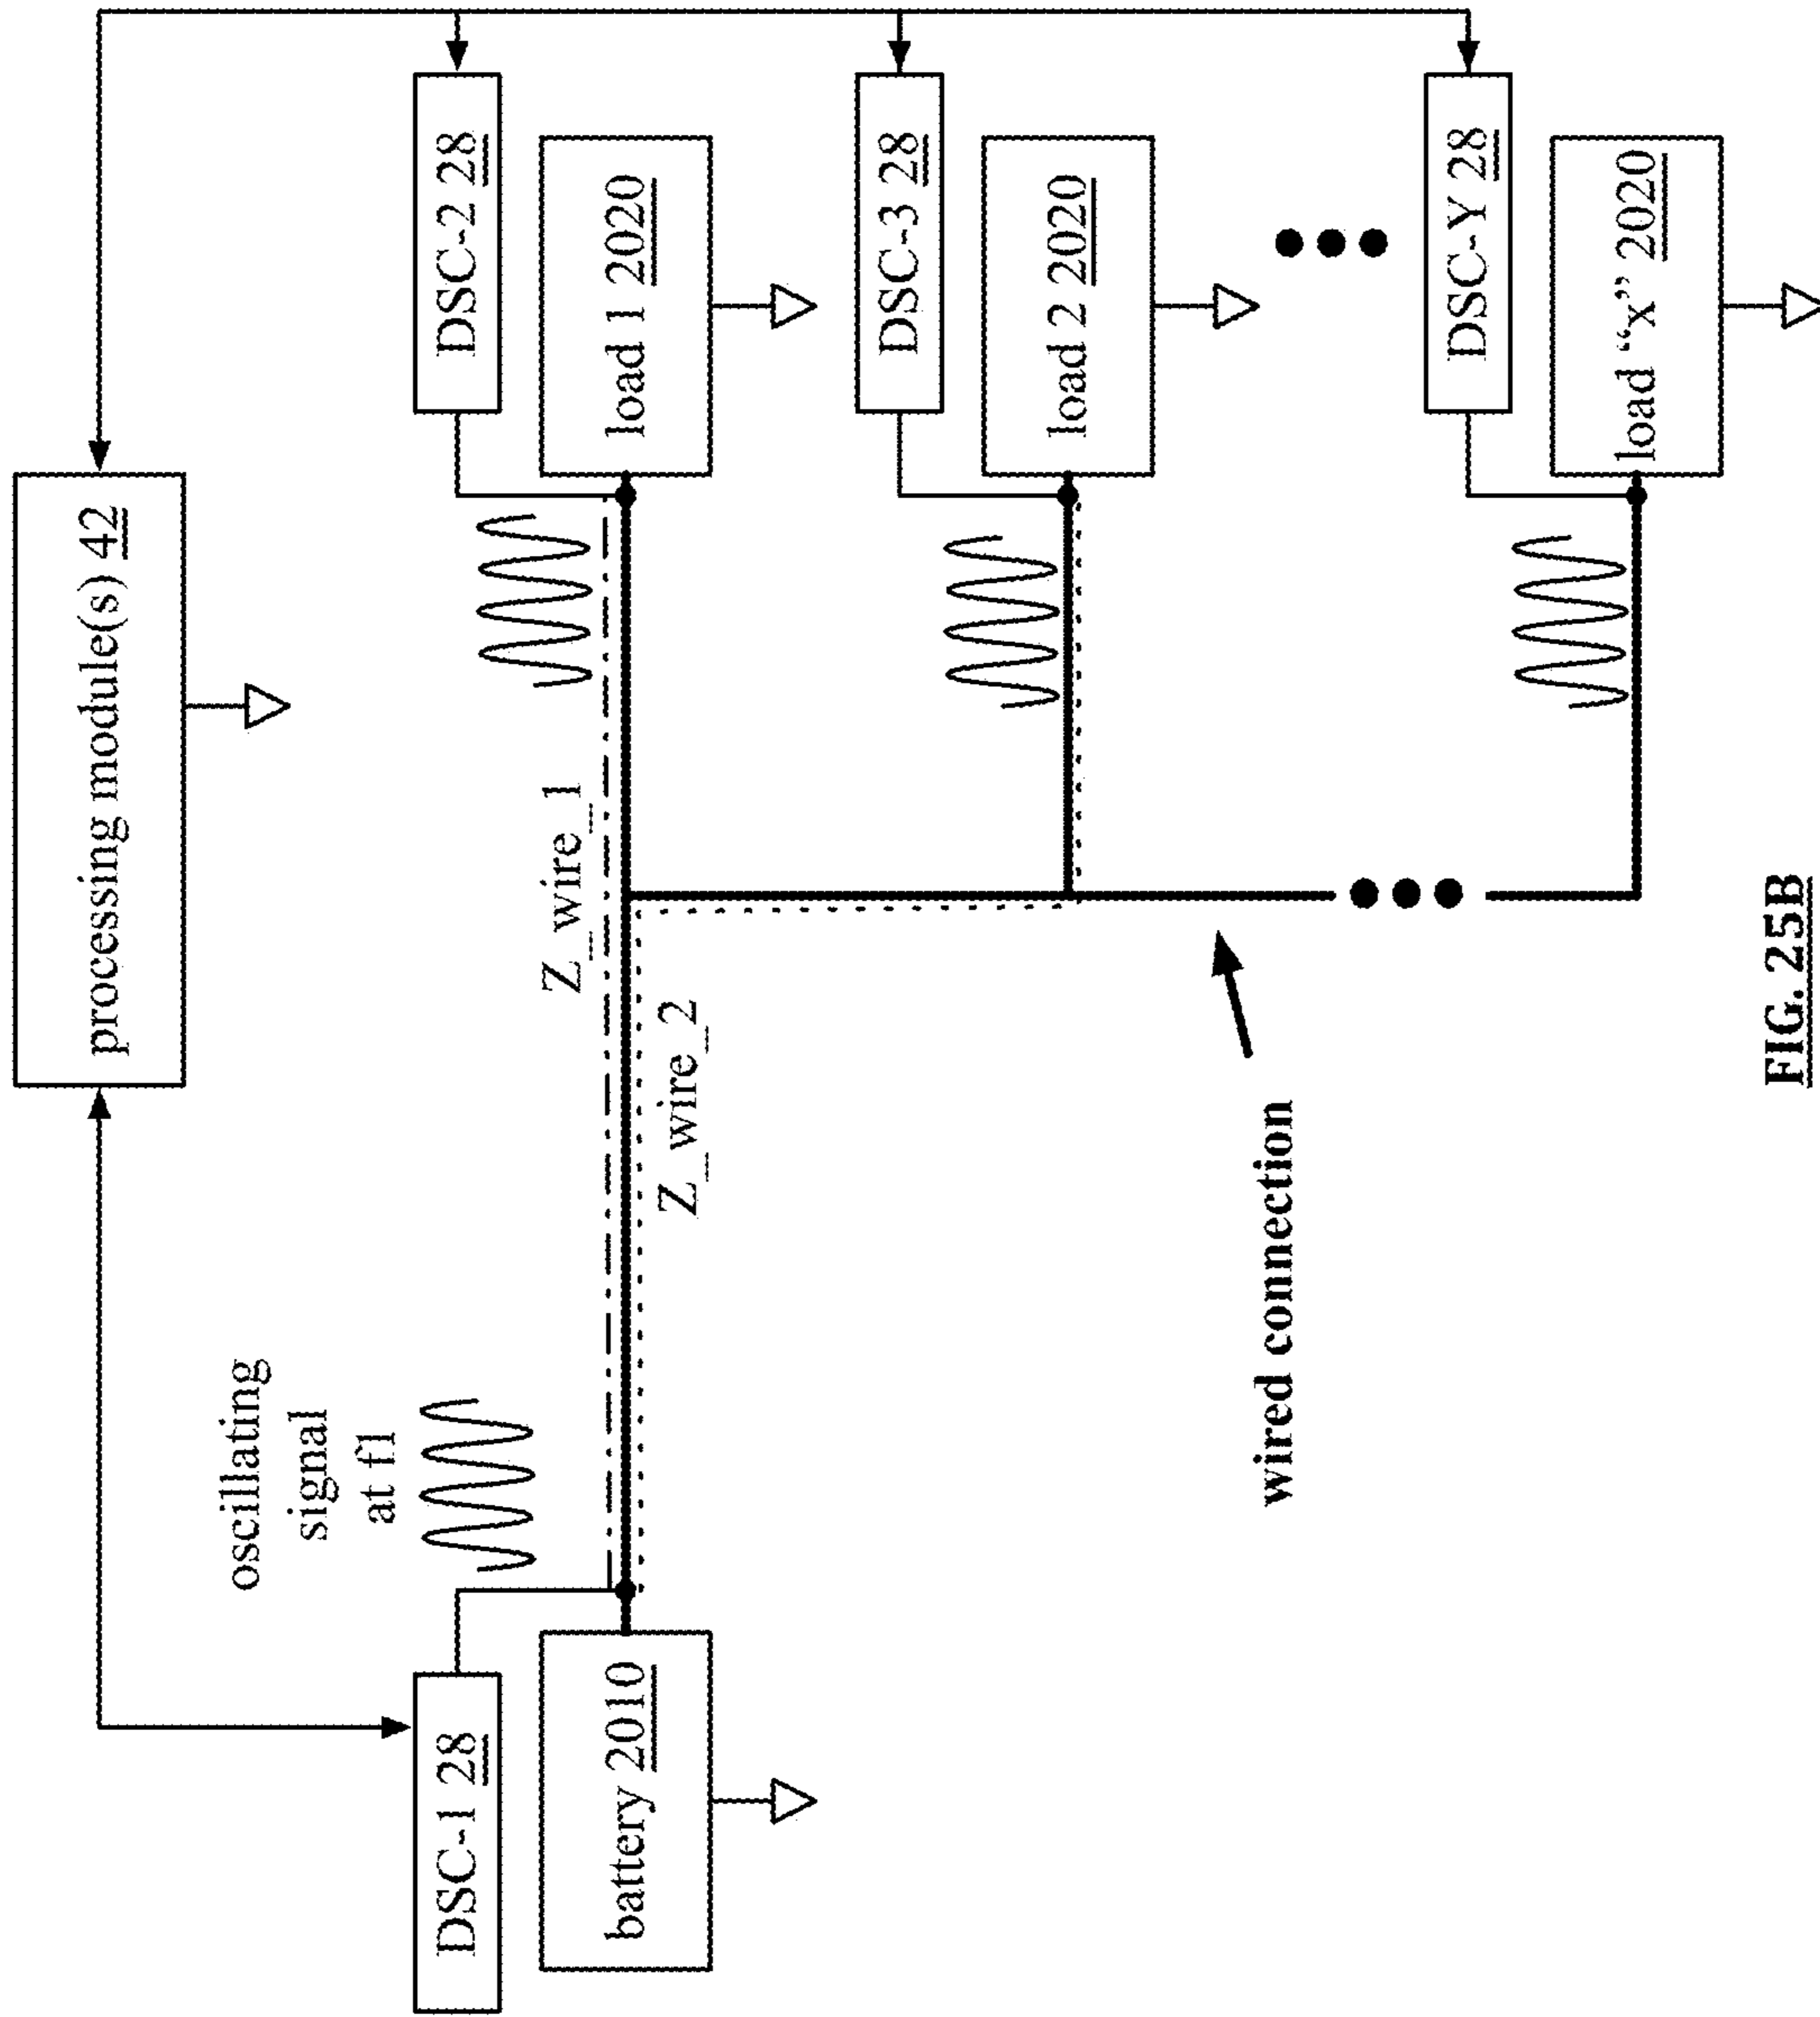 processing module(s) 42
oscillating
signal
at f1
DSC-1 28
battery 2010
Z_wire_1
Z_wire_2
DSC-2 28
load 1 2020
DSC-3 28
load 2 2020
DSC-Y 28
load “x” 2020
wired connection
FIG. 25B